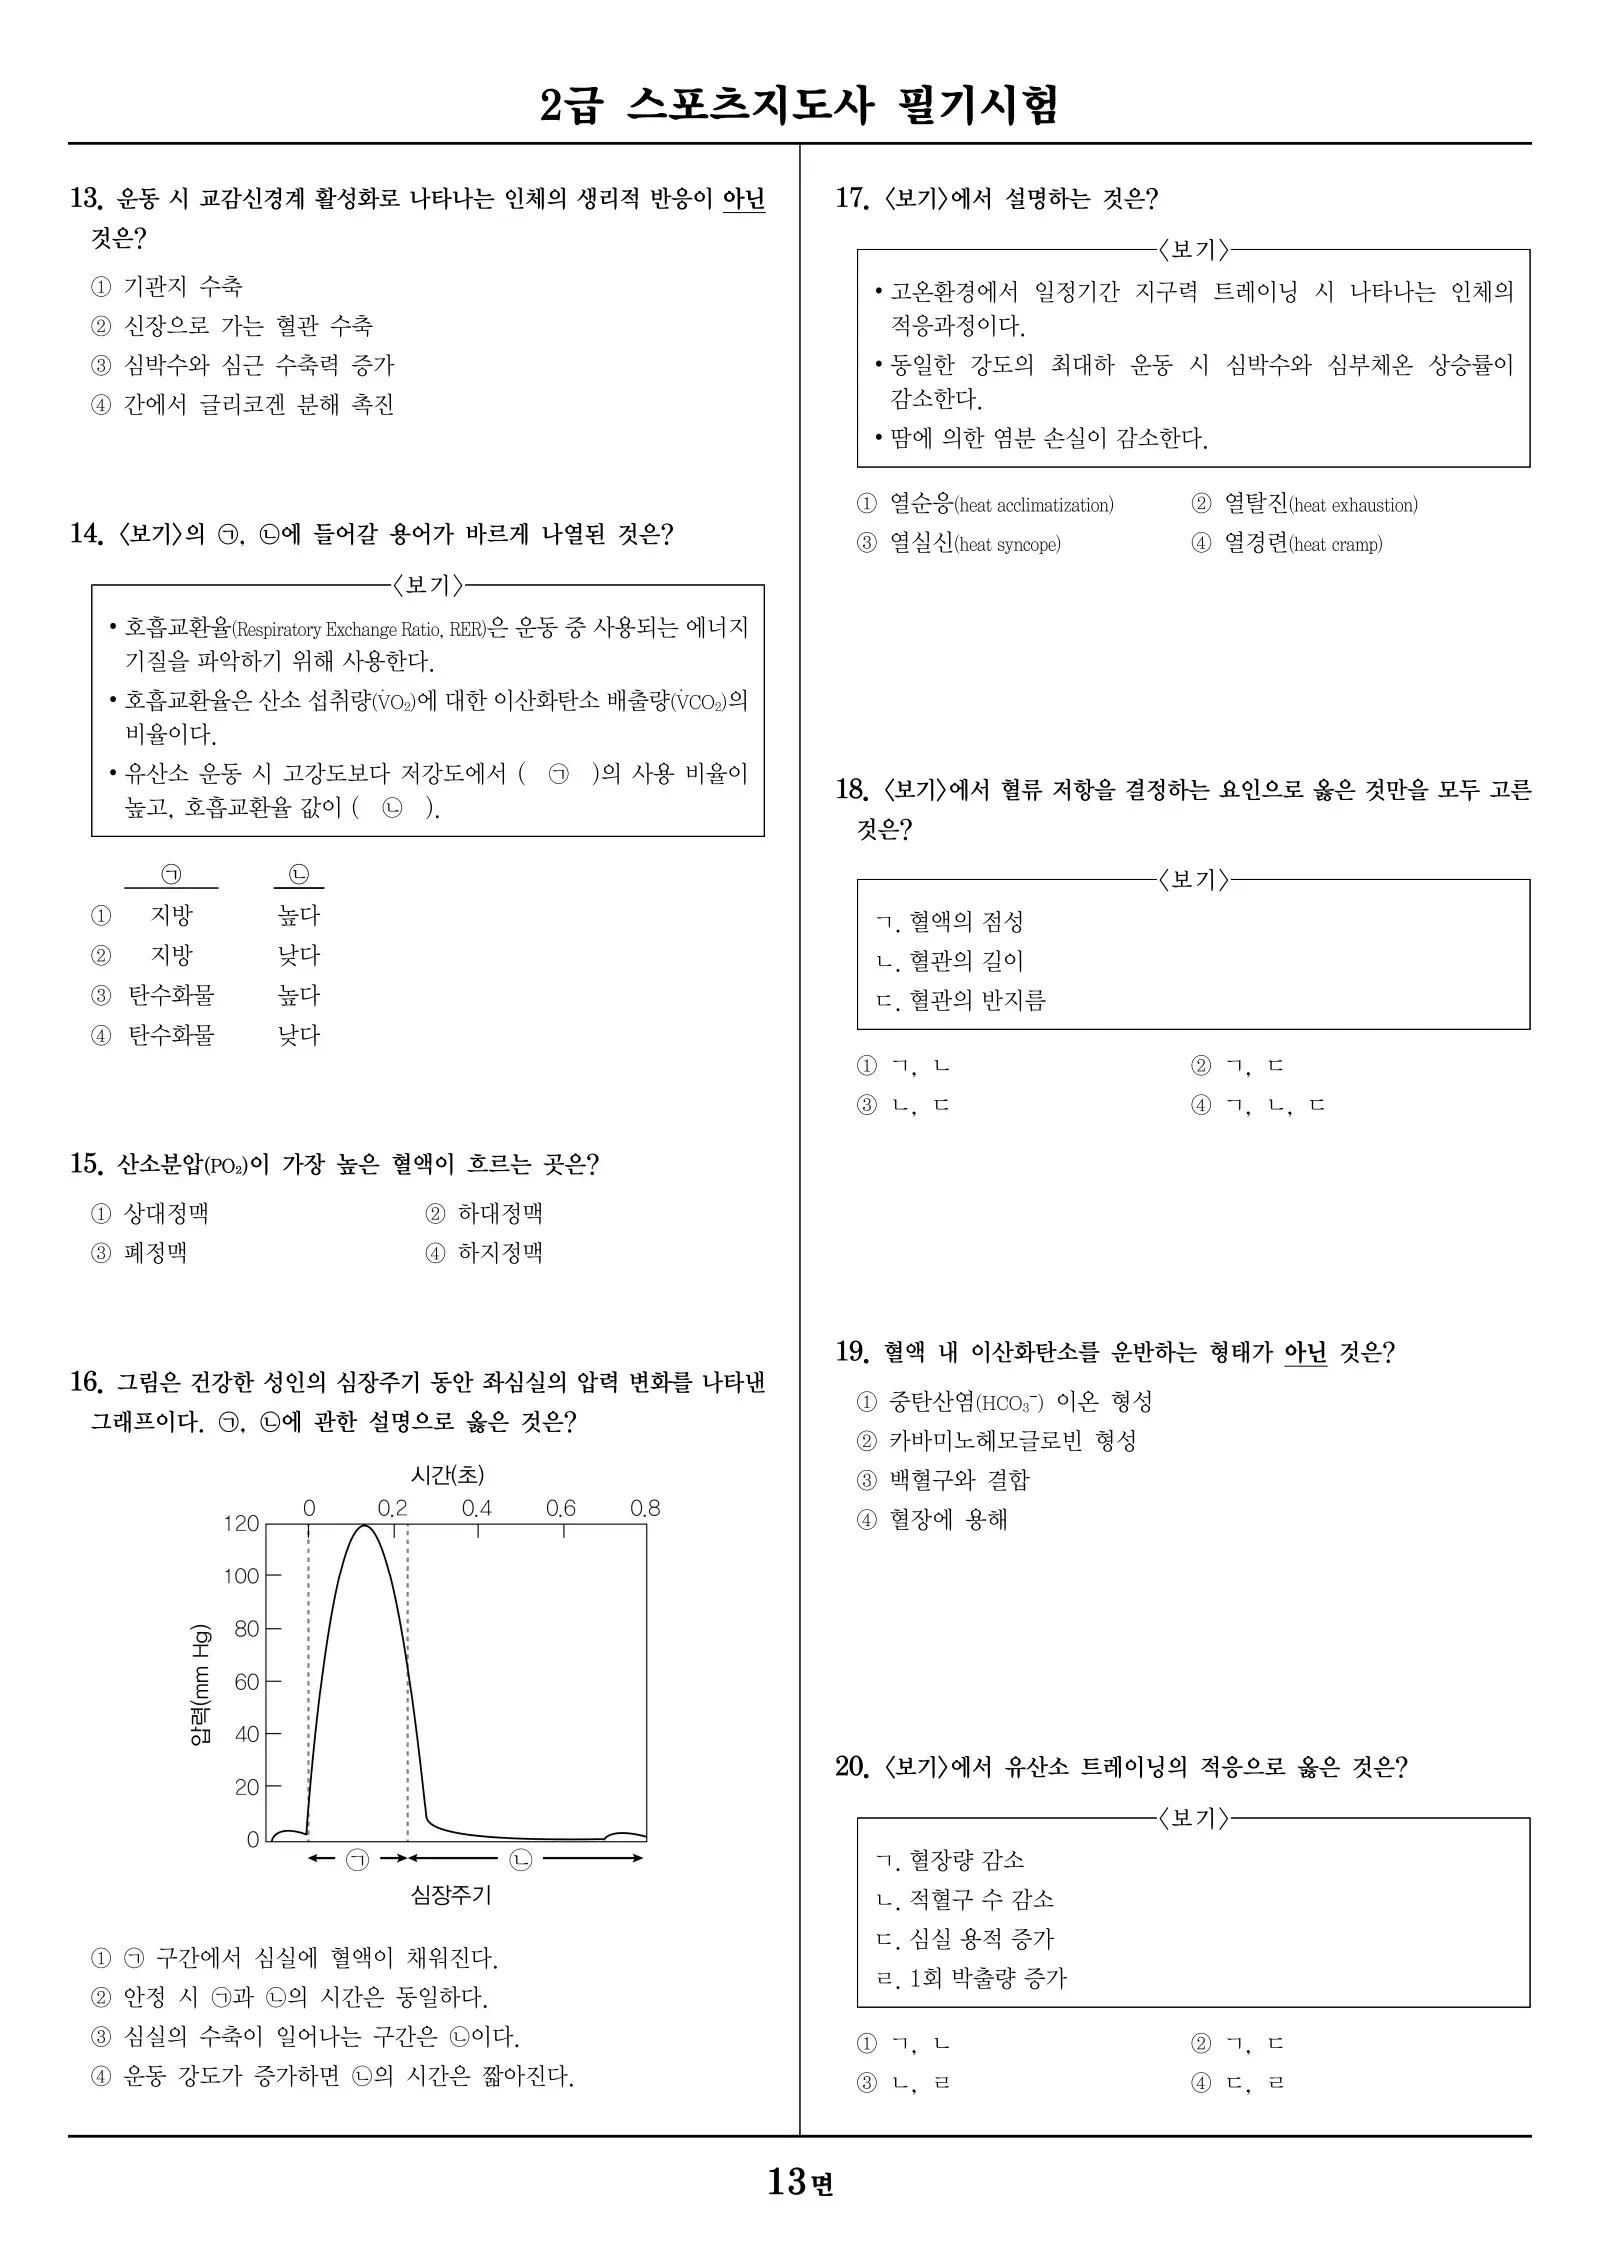 2급 스포츠지도사 필기시험
13. 운동 시 교감신경계 활성화로 나타나는 인체의 생리적 반응이 아닌
것은?
① 기관지 수축
② 신장으로 가는 혈관 수축
③ 심박수와 심근 수축력 증가
④ 간에서 글리코겐 분해 촉진
14. 〈보기〉의 ㉠, ㉡에 들어갈 용어가 바르게 나열된 것은?
〈보기〉
• 호흡교환율(Respiratory Exchange Ratio, RER)은 운동 중 사용되는 에너지
기질을 파악하기 위해 사용한다.
• 호흡교환율은 산소 섭취량(V̇O₂)에 대한 이산화탄소 배출량(V̇CO₂)의
비율이다.
• 유산소 운동 시 고강도보다 저강도에서 ( ㉠ )의 사용 비율이
높고, 호흡교환율 값이 ( ㉡ ).
㉠ ㉡
① 지방 높다
② 지방 낮다
③ 탄수화물 높다
④ 탄수화물 낮다
15. 산소분압(PO₂)이 가장 높은 혈액이 흐르는 곳은?
① 상대정맥 ② 하대정맥
③ 폐정맥 ④ 하지정맥
16. 그림은 건강한 성인의 심장주기 동안 좌심실의 압력 변화를 나타낸
그래프이다. ㉠, ㉡에 관한 설명으로 옳은 것은?
시간(초)
0 0.2 0.4 0.6 0.8
120
100
80
60
40
20
0
압력(mm Hg)
㉠ ㉡
심장주기
① ㉠ 구간에서 심실에 혈액이 채워진다.
② 안정 시 ㉠과 ㉡의 시간은 동일하다.
③ 심실의 수축이 일어나는 구간은 ㉡이다.
④ 운동 강도가 증가하면 ㉡의 시간은 짧아진다.
17. 〈보기〉에서 설명하는 것은?
〈보기〉
• 고온환경에서 일정기간 지구력 트레이닝 시 나타나는 인체의
적응과정이다.
• 동일한 강도의 최대하 운동 시 심박수와 심부체온 상승률이
감소한다.
• 땀에 의한 염분 손실이 감소한다.
① 열순응(heat acclimatization) ② 열탈진(heat exhaustion)
③ 열실신(heat syncope) ④ 열경련(heat cramp)
18. 〈보기〉에서 혈류 저항을 결정하는 요인으로 옳은 것만을 모두 고른
것은?
〈보기〉
ㄱ. 혈액의 점성
ㄴ. 혈관의 길이
ㄷ. 혈관의 반지름
① ㄱ, ㄴ ② ㄱ, ㄷ
③ ㄴ, ㄷ ④ ㄱ, ㄴ, ㄷ
19. 혈액 내 이산화탄소를 운반하는 형태가 아닌 것은?
① 중탄산염(HCO₃⁻) 이온 형성
② 카바미노헤모글로빈 형성
③ 백혈구와 결합
④ 혈장에 용해
20. 〈보기〉에서 유산소 트레이닝의 적응으로 옳은 것은?
〈보기〉
ㄱ. 혈장량 감소
ㄴ. 적혈구 수 감소
ㄷ. 심실 용적 증가
ㄹ. 1회 박출량 증가
① ㄱ, ㄴ ② ㄱ, ㄷ
③ ㄴ, ㄹ ④ ㄷ, ㄹ
13면